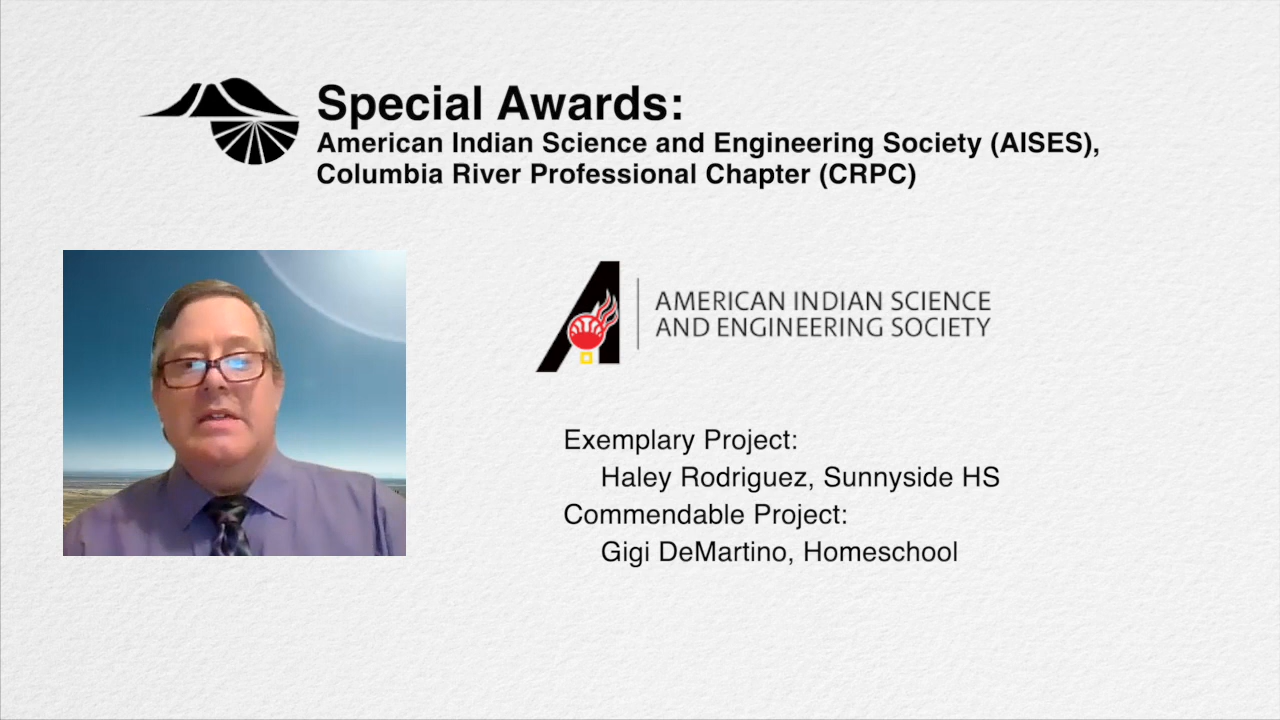 Special Awards:
American Indian Science and Engineering Society (AISES),
Columbia River Professional Chapter (CRPC)
AMERICAN INDIAN SCIENCE
AND ENGINEERING SOCIETY
Exemplary Project:
Haley Rodriguez, Sunnyside HS
Commendable Project:
Gigi DeMartino, Homeschool